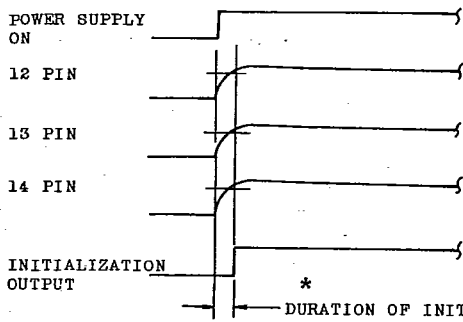 POWER SUPPLY
ON
12 PIN
13 PIN
14 PIN
INITIALIZATION
OUTPUT
*
DURATION OF INIT